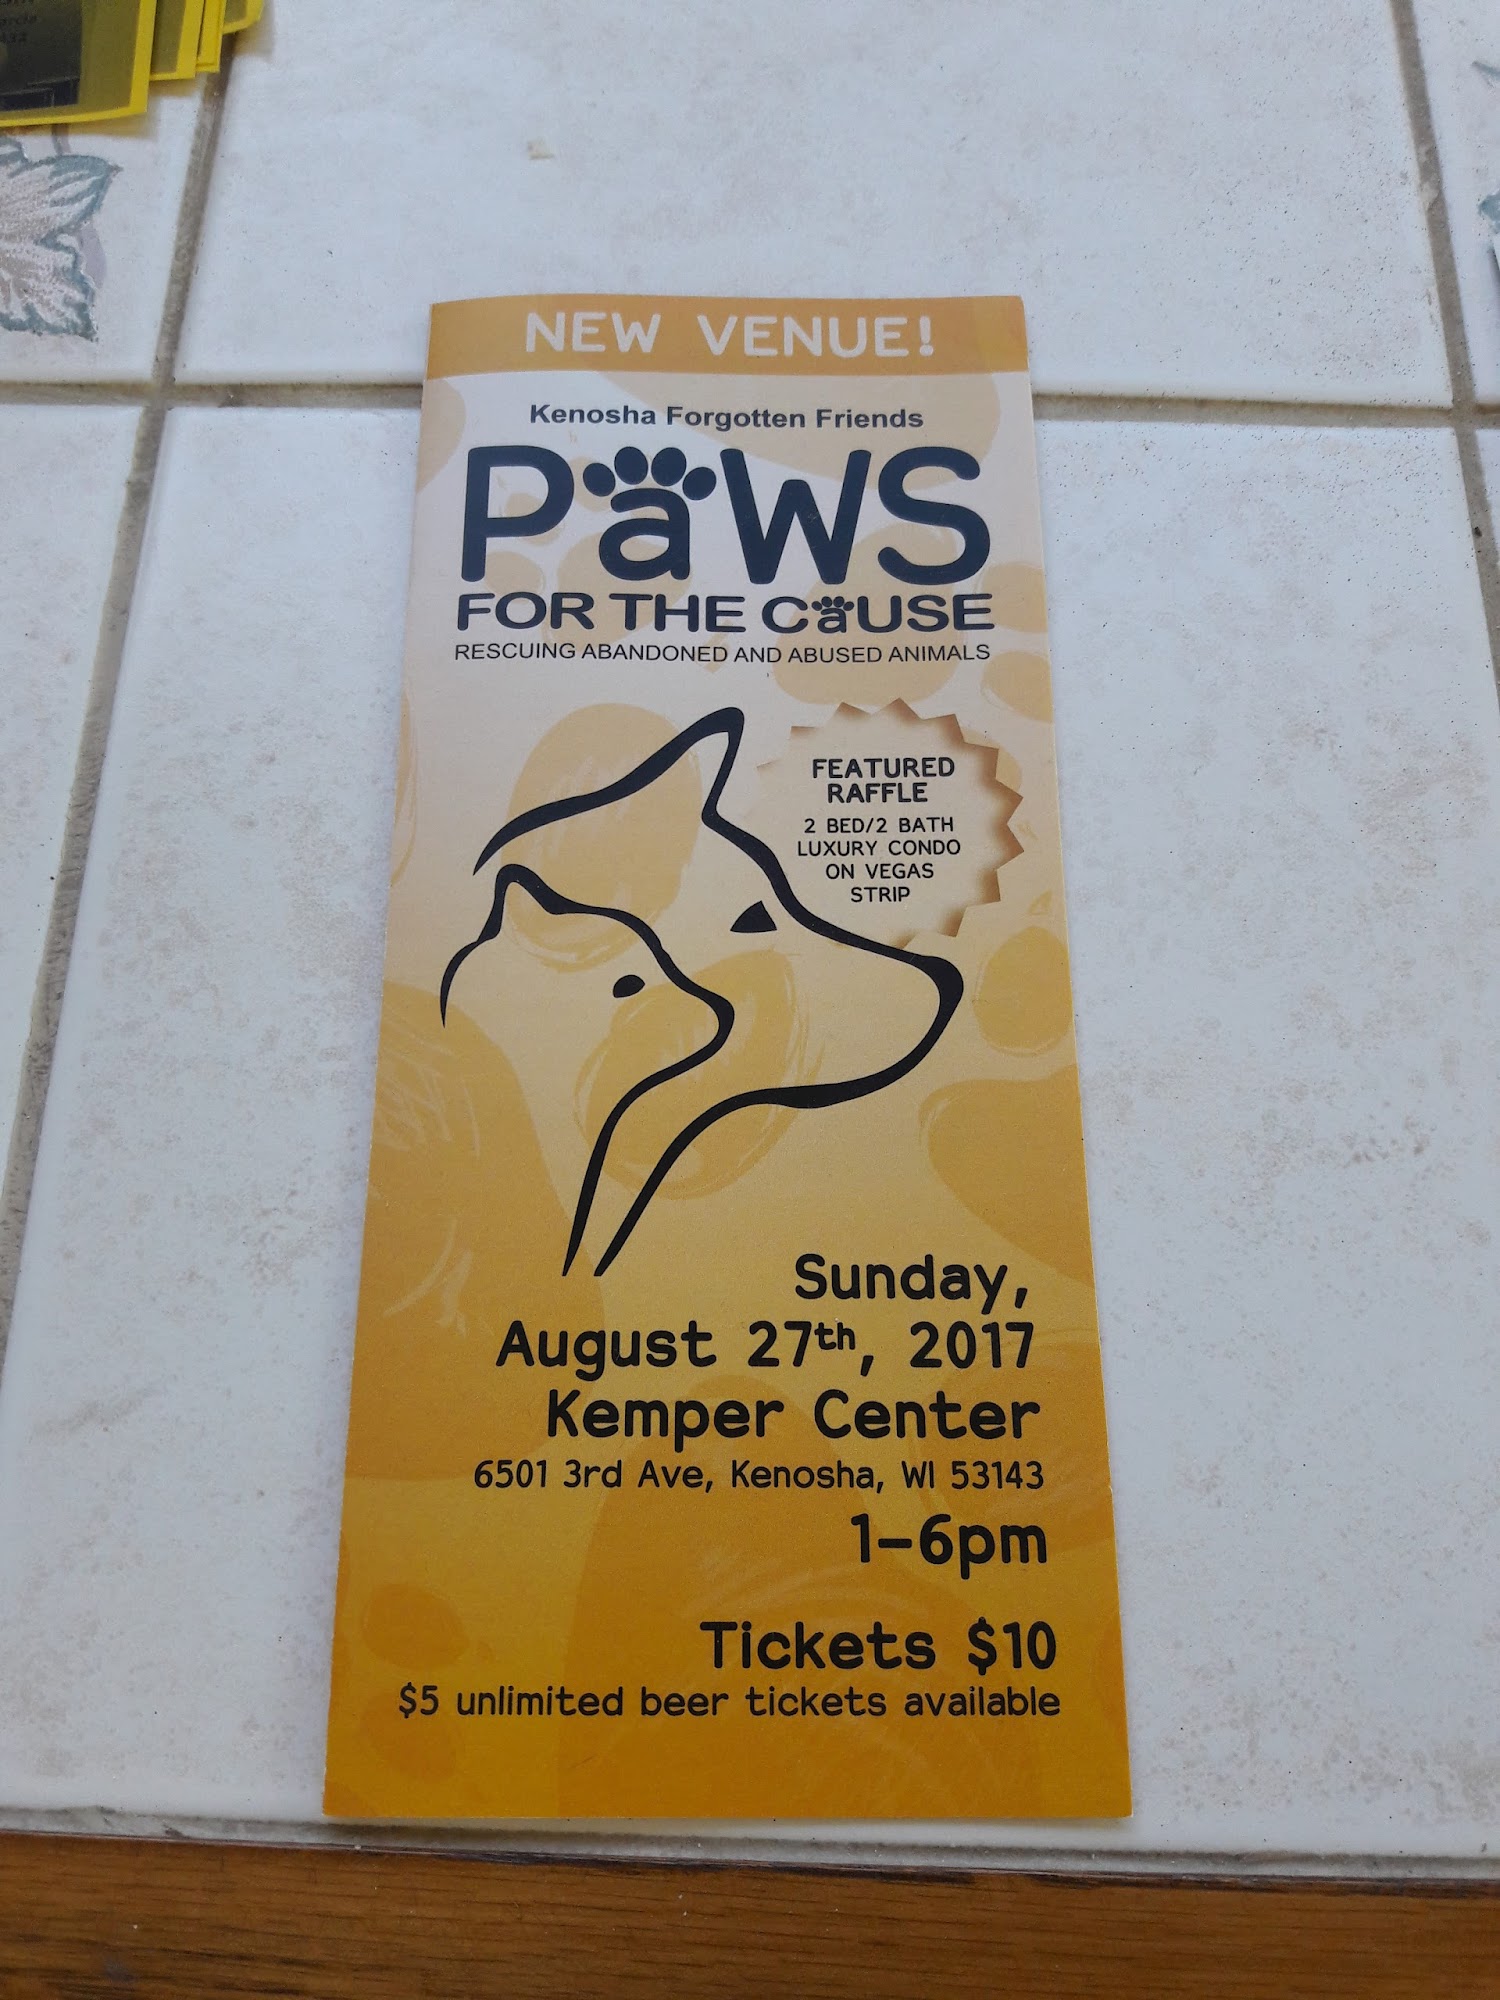 NEW VENUE!
Kenosha Forgotten Friends
PaWS
FOR THE CaUSE
RESCUING ABANDONED AND ABUSED ANIMALS
FEATURED
RAFFLE
2 BED/2 BATH
LUXURY CONDO
ON VEGAS
STRIP
Sunday,
August 27th, 2017
Kemper Center
6501 3rd Ave, Kenosha, WI 53143
1-6pm
Tickets $10
$5 unlimited beer tickets available